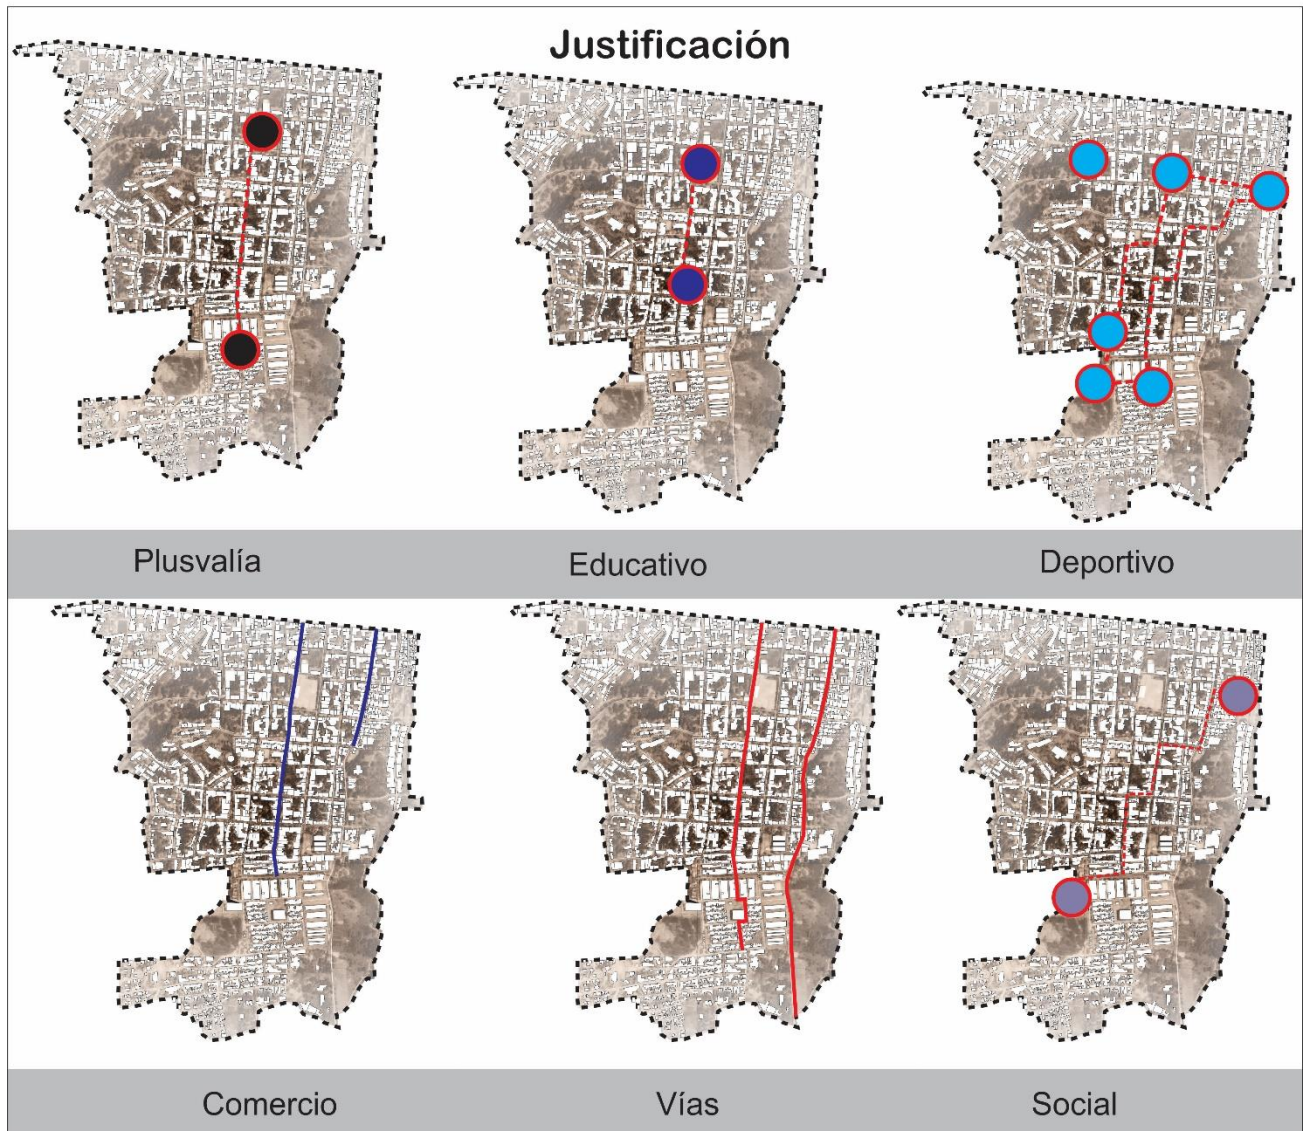 Justificación
Plusvalía
Educativo
Deportivo
Comercio
Vías
Social